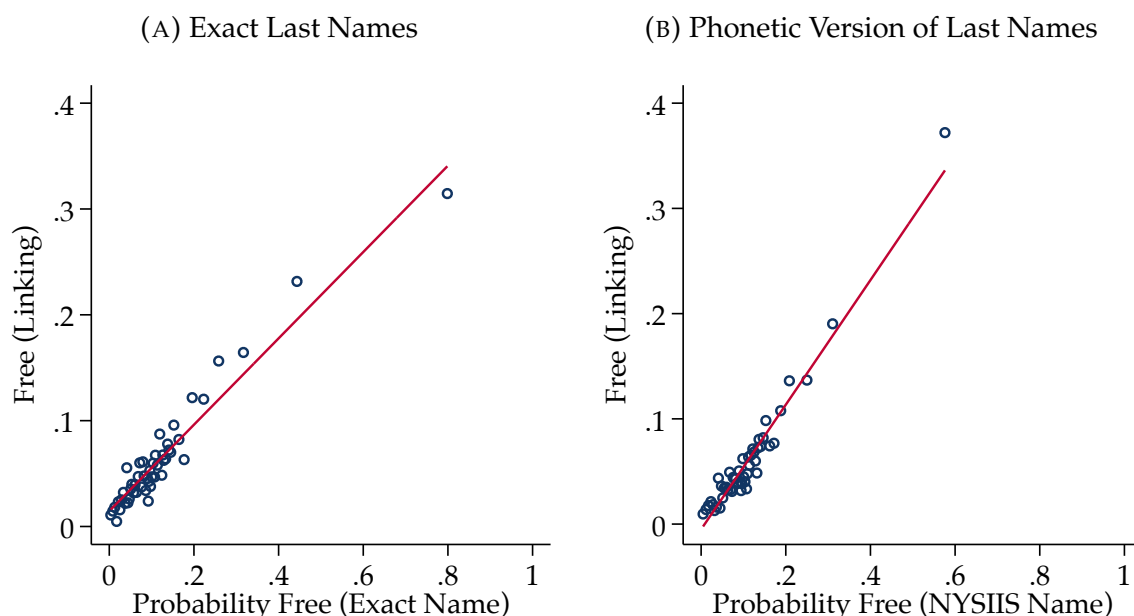 (A) Exact Last Names
.4
.3
.2
.1
0
Free (Linking)
0 .2 .4 .6 .8 1
Probability Free (Exact Name)
(B) Phonetic Version of Last Names
.4
.3
.2
.1
0
Free (Linking)
0 .2 .4 .6 .8 1
Probability Free (NYSIIS Name)